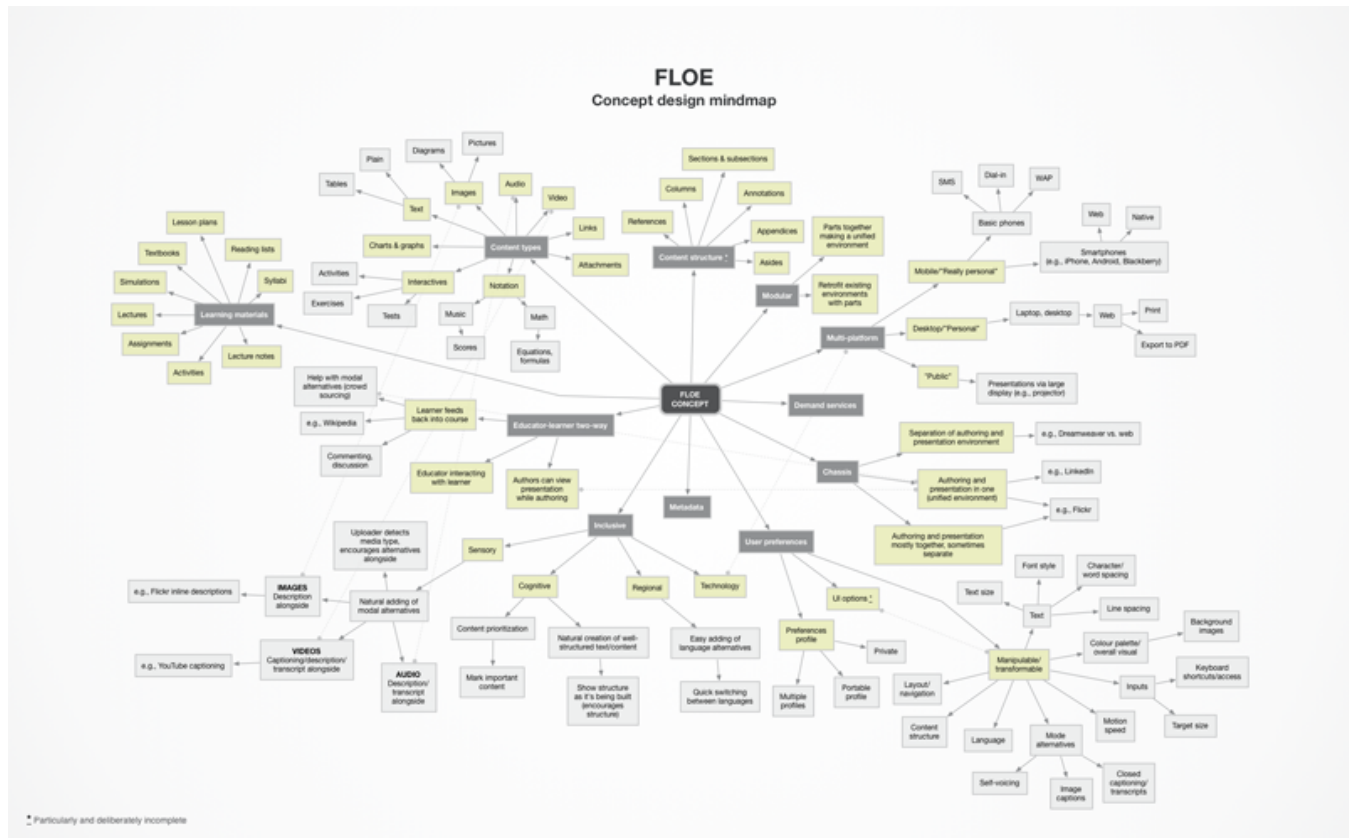 FLOE
Concept design mindmap
Pictures
Diagrams
Plain
Tables
Images
Audio
Video
Text
Links
Charts & graphs
Content types
Attachments
Activities
Interactives
Notation
Exercises
Tests
Music
Math
Scores
Equations,
formulas
Sections & subsections
Columns
Annotations
References
Appendices
Content structure *
Asides
Parts together
making a unified
environment
Modular
Retrofit existing
environments
with parts
SMS
Dial-in
WAP
Basic phones
Web
Native
Smartphones
(e.g., iPhone, Android, Blackberry)
Mobile/"Really personal"
Multi-platform
Desktop/"Personal"
Laptop, desktop
Web
Print
Export to PDF
"Public"
Presentations via large
display (e.g., projector)
Lesson plans
Textbooks
Reading lists
Simulations
Syllabi
Lectures
Learning materials
Assignments
Lecture notes
Activities
FLOE
CONCEPT
Demand services
Help with modal
alternatives (crowd
sourcing)
Learner feeds
back into course
Educator-learner two-way
e.g., Wikipedia
Commenting,
discussion
Educator interacting
with learner
Authors can view
presentation
while authoring
Separation of authoring and
presentation environment
e.g., Dreamweaver vs. web
Chassis
Authoring and
presentation in one
(unified environment)
e.g., LinkedIn
e.g., Flickr
Authoring and presentation
mostly together, sometimes
separate
Metadata
Inclusive
User preferences
Uploader detects
media type,
encourages alternatives
alongside
Sensory
Cognitive
Regional
Technology
e.g., Flickr inline descriptions
IMAGES
Description
alongside
Natural adding of
modal alternatives
VIDEOS
Captioning/description/
transcript alongside
e.g., YouTube captioning
AUDIO
Description/
transcript
alongside
Content prioritization
Mark important
content
Natural creation of well-
structured text/content
Show structure
as it's being built
(encourages
structure)
Easy adding of
language alternatives
Quick switching
between languages
UI options *
Preferences
profile
Private
Multiple
profiles
Portable
profile
Font style
Character/
word spacing
Text size
Text
Line spacing
Background
images
Colour palette/
overall visual
Manipulable/
transformable
Keyboard
shortcuts/access
Inputs
Target size
Layout/
navigation
Content
structure
Language
Mode
alternatives
Motion
speed
Self-voicing
Image
captions
Closed
captioning/
transcripts
* Particularly and deliberately incomplete